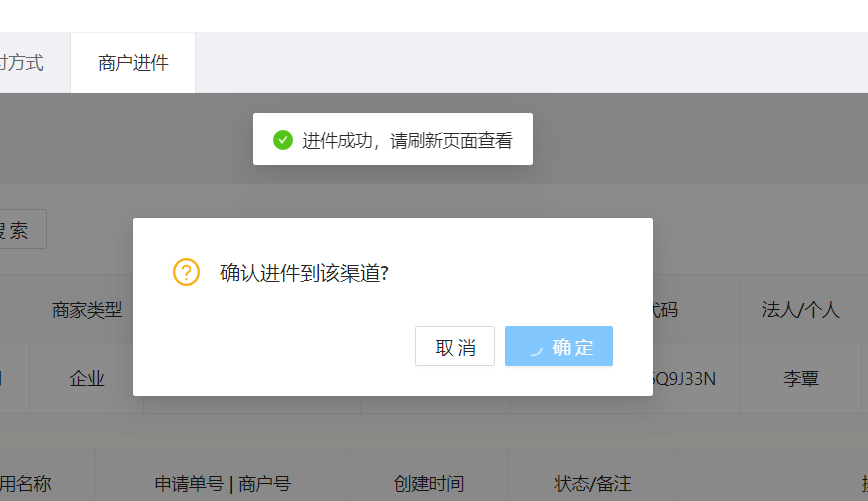 付方式
商户进件
进件成功，请刷新页面查看
搜 索
确认进件到该渠道?
商家类型
代码
法人/个人
取 消
确 定
企业
Q9J33N
李覃
用名称
申请单号 | 商户号
创建时间
状态/备注